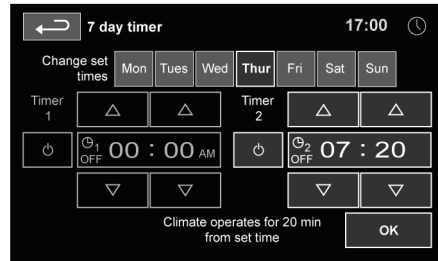 7 day timer 17:00
Change set times
Mon Tues Wed Thur Fri Sat Sun
Timer 1
Timer 2
1 OFF 00 : 00 AM
2 OFF 07 : 20
Climate operates for 20 min
from set time
OK